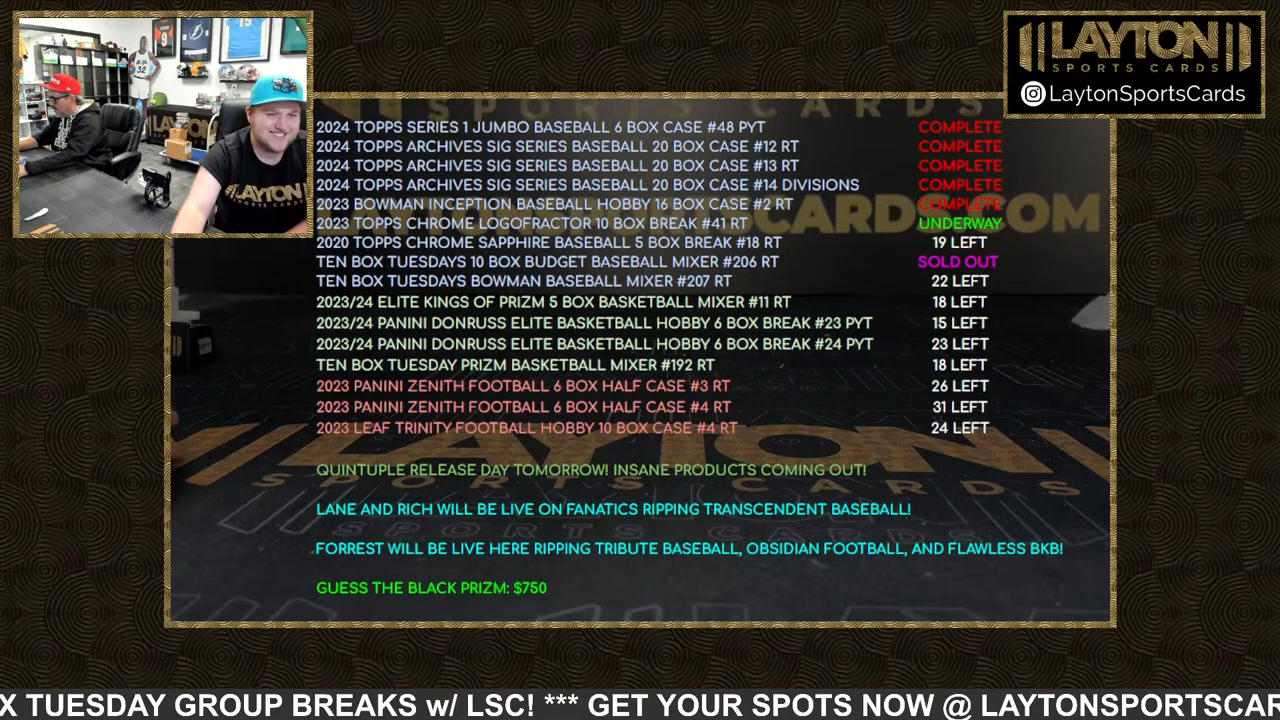 LAYTON
SPORTS CARDS
LaytonSportsCards
2024 TOPPS SERIES 1 JUMBO BASEBALL 6 BOX CASE #48 PYT COMPLETE
2024 TOPPS ARCHIVES SIG SERIES BASEBALL 20 BOX CASE #12 RT COMPLETE
2024 TOPPS ARCHIVES SIG SERIES BASEBALL 20 BOX CASE #13 RT COMPLETE
2024 TOPPS ARCHIVES SIG SERIES BASEBALL 20 BOX CASE #14 DIVISIONS COMPLETE
2023 BOWMAN INCEPTION BASEBALL HOBBY 16 BOX CASE #2 RT COMPLETE
2023 TOPPS CHROME LOGOFRACTOR 10 BOX BREAK #41 RT UNDERWAY
2020 TOPPS CHROME SAPPHIRE BASEBALL 5 BOX BREAK #18 RT 19 LEFT
TEN BOX TUESDAYS 10 BOX BUDGET BASEBALL MIXER #206 RT SOLD OUT
TEN BOX TUESDAYS BOWMAN BASEBALL MIXER #207 RT 22 LEFT
2023/24 ELITE KINGS OF PRIZM 5 BOX BASKETBALL MIXER #11 RT 18 LEFT
2023/24 PANINI DONRUSS ELITE BASKETBALL HOBBY 6 BOX BREAK #23 PYT 15 LEFT
2023/24 PANINI DONRUSS ELITE BASKETBALL HOBBY 6 BOX BREAK #24 PYT 23 LEFT
TEN BOX TUESDAY PRIZM BASKETBALL MIXER #192 RT 18 LEFT
2023 PANINI ZENITH FOOTBALL 6 BOX HALF CASE #3 RT 26 LEFT
2023 PANINI ZENITH FOOTBALL 6 BOX HALF CASE #4 RT 31 LEFT
2023 LEAF TRINITY FOOTBALL HOBBY 10 BOX CASE #4 RT 24 LEFT
QUINTUPLE RELEASE DAY TOMORROW! INSANE PRODUCTS COMING OUT!
LANE AND RICH WILL BE LIVE ON FANATICS RIPPING TRANSCENDENT BASEBALL!
FORREST WILL BE LIVE HERE RIPPING TRIBUTE BASEBALL, OBSIDIAN FOOTBALL, AND FLAWLESS BKB!
GUESS THE BLACK PRIZM: $750
X TUESDAY GROUP BREAKS w/ LSC! *** GET YOUR SPOTS NOW @ LAYTONSPORTSCAR